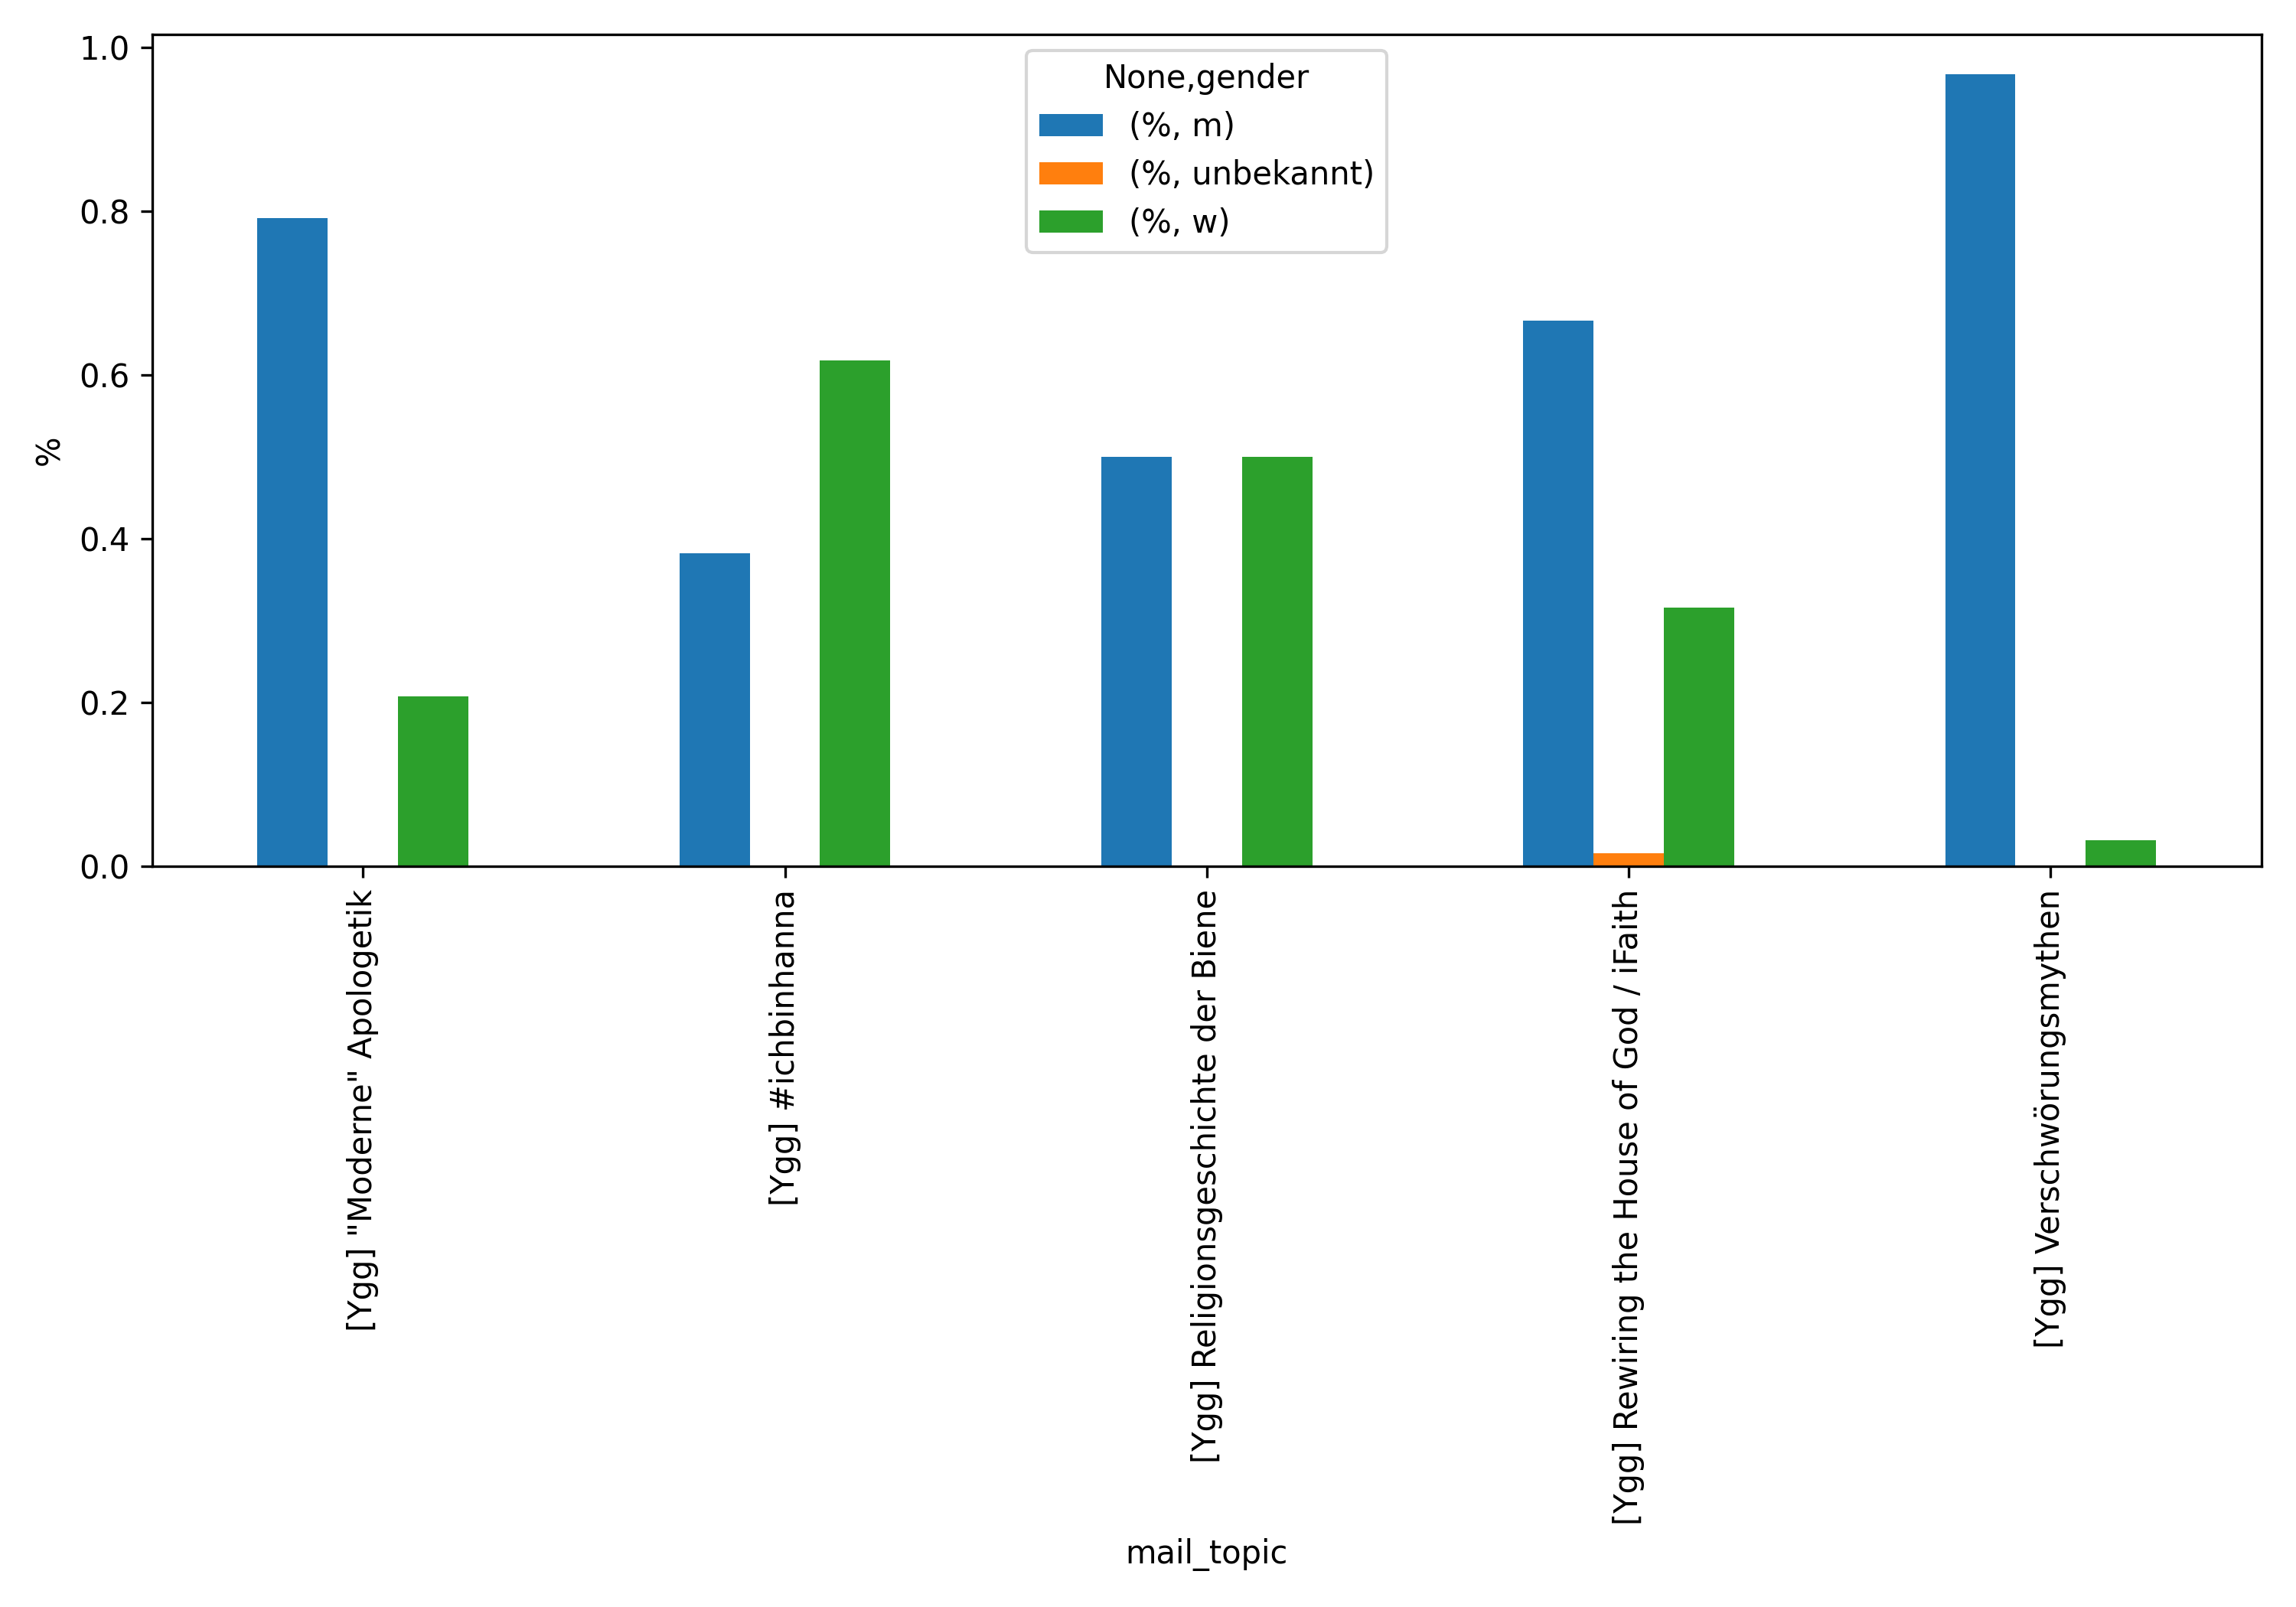 None,gender
(%, m)
(%, unbekannt)
(%, w)
%
1.0
0.8
0.6
0.4
0.2
0.0
[Ygg] "Moderne" Apologetik
[Ygg] #ichbinhanna
[Ygg] Religionsgeschichte der Biene
[Ygg] Rewiring the House of God / iFaith
[Ygg] Verschwörungsmythen
mail_topic